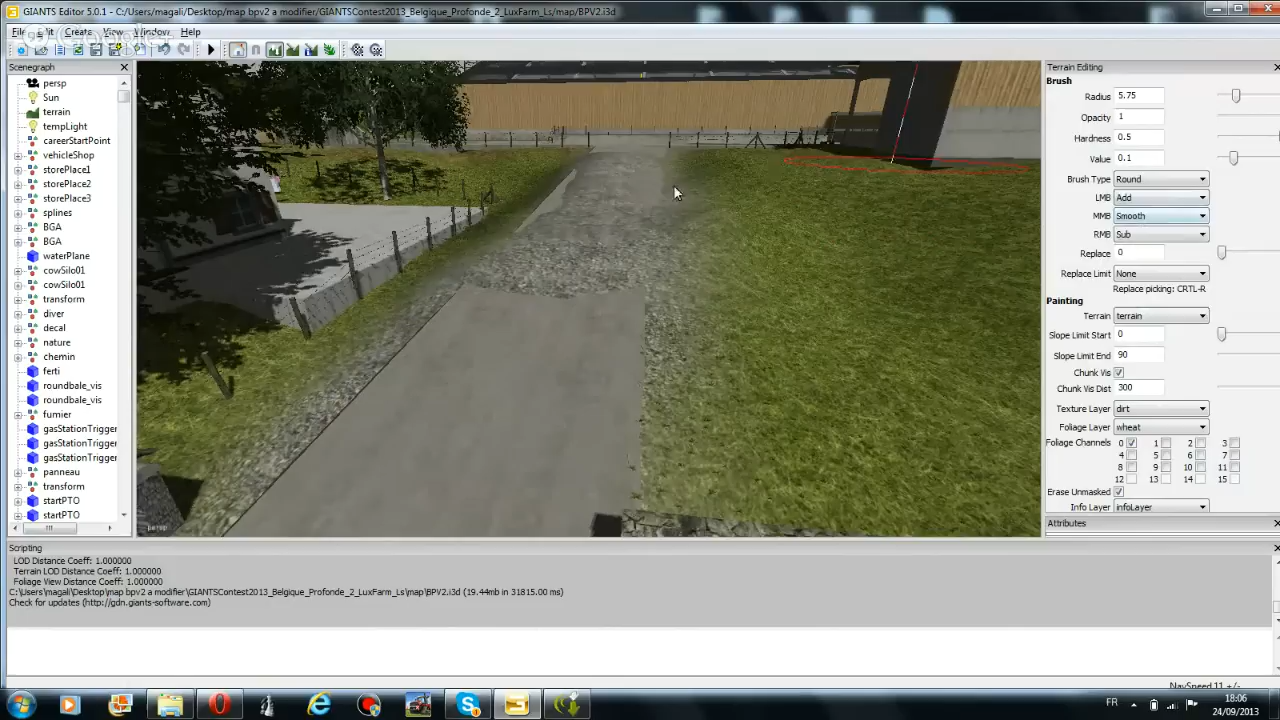 GIANTS Editor 5.0.1 - C:/Users/magali/Desktop/map bpv2 a modifier/GIANTSContest2013_Belgique_Profonde_2_LuxFarm_Ls/map/BPV2.i3d
File Edit Create View Window Help
Scenegraph
persp
Sun
terrain
tempLight
careerStartPoint
vehicleShop
storePlace1
storePlace2
storePlace3
splines
BGA
BGA
waterPlane
cowSilo01
cowSilo01
transform
diver
decal
nature
chemin
ferti
roundbale_vis
roundbale_vis
fumier
gasStationTrigger
gasStationTrigger
gasStationTrigger
panneau
transform
startPTO
startPTO
persp
Terrain Editing
Brush
Radius 5.75
Opacity 1
Hardness 0.5
Value 0.1
Brush Type Round
LMB Add
MMB Smooth
RMB Sub
Replace 0
Replace Limit None
Replace picking: CRTL-R
Painting
Terrain terrain
Slope Limit Start 0
Slope Limit End 90
Chunk Vis
Chunk Vis Dist 300
Texture Layer dirt
Foliage Layer wheat
Foliage Channels 0 1 2 3
4 5 6 7
8 9 10 11
12 13 14 15
Erase Unmasked
Info Layer infoLayer
Attributes
Scripting
LOD Distance Coeff: 1.000000
Terrain LOD Distance Coeff: 1.000000
Foliage View Distance Coeff: 1.000000
C:\Users\magali\Desktop\map bpv2 a modifier\GIANTSContest2013_Belgique_Profonde_2_LuxFarm_Ls\map\BPV2.i3d (19.44mb in 31815.00 ms)
Check for updates (http://gdn.giants-software.com)
NavSpeed 11 +/-
FR
18:06
24/09/2013